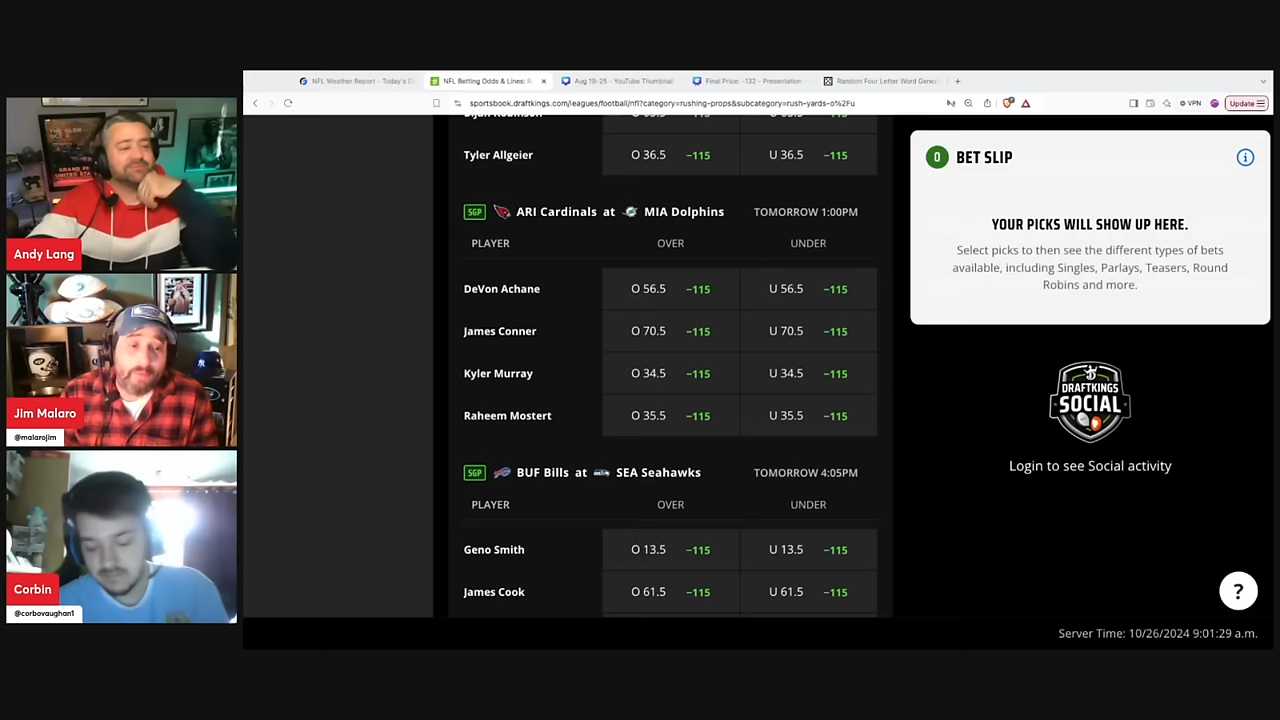 NFL Weather Report - Today's D
NFL Betting Odds & Lines:
Aug 19-25 - YouTube Thumbnail
Final Price: -132 - Presentation
Random Four Letter Word Gene
sportsbook.draftkings.com/leagues/football/nfl?category=rushing-props&subcategory=rush-yards-o%2Fu
VPN
Update
Andy Lang
Jim Malaro
@malarojim
Corbin
@corbovaughan1
Tyler Allgeier O 36.5 −115 U 36.5 −115
SGP ARI Cardinals at MIA Dolphins TOMORROW 1:00PM
PLAYER OVER UNDER
DeVon Achane O 56.5 −115 U 56.5 −115
James Conner O 70.5 −115 U 70.5 −115
Kyler Murray O 34.5 −115 U 34.5 −115
Raheem Mostert O 35.5 −115 U 35.5 −115
SGP BUF Bills at SEA Seahawks TOMORROW 4:05PM
PLAYER OVER UNDER
Geno Smith O 13.5 −115 U 13.5 −115
James Cook O 61.5 −115 U 61.5 −115
0 BET SLIP
YOUR PICKS WILL SHOW UP HERE.
Select picks to then see the different types of bets
available, including Singles, Parlays, Teasers, Round
Robins and more.
DRAFTKINGS
SOCIAL
Login to see Social activity
?
Server Time: 10/26/2024 9:01:29 a.m.